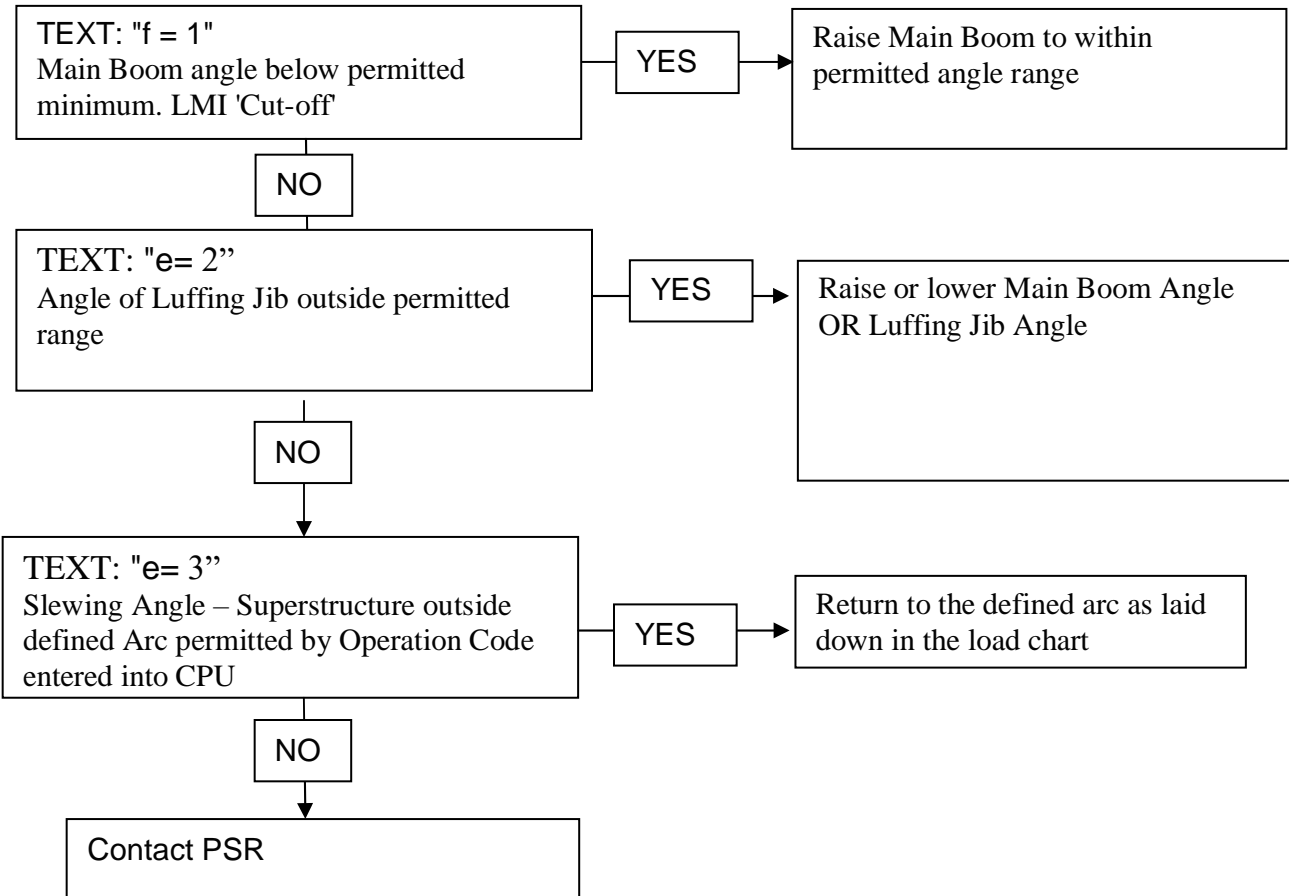 TEXT: "f = 1"
Main Boom angle below permitted
minimum. LMI 'Cut-off'
YES
Raise Main Boom to within
permitted angle range
NO
TEXT: "e= 2”
Angle of Luffing Jib outside permitted
range
YES
Raise or lower Main Boom Angle
OR Luffing Jib Angle
NO
TEXT: "e= 3”
Slewing Angle – Superstructure outside
defined Arc permitted by Operation Code
entered into CPU
YES
Return to the defined arc as laid
down in the load chart
NO
Contact PSR